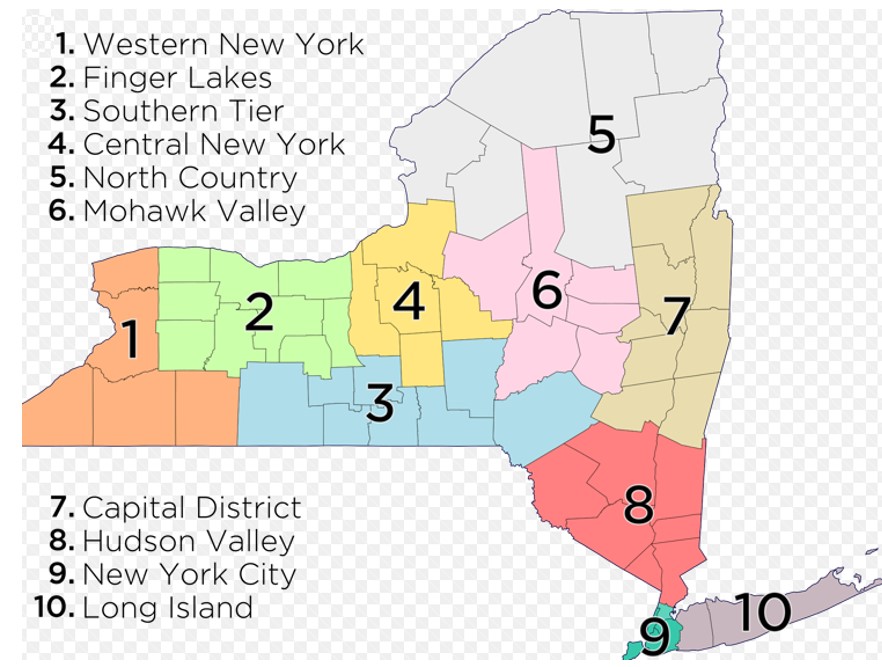 1. Western New York
2. Finger Lakes
3. Southern Tier
4. Central New York
5. North Country
6. Mohawk Valley
5
6
7
4
2
1
3
7. Capital District
8. Hudson Valley
9. New York City
10. Long Island
8
9
10